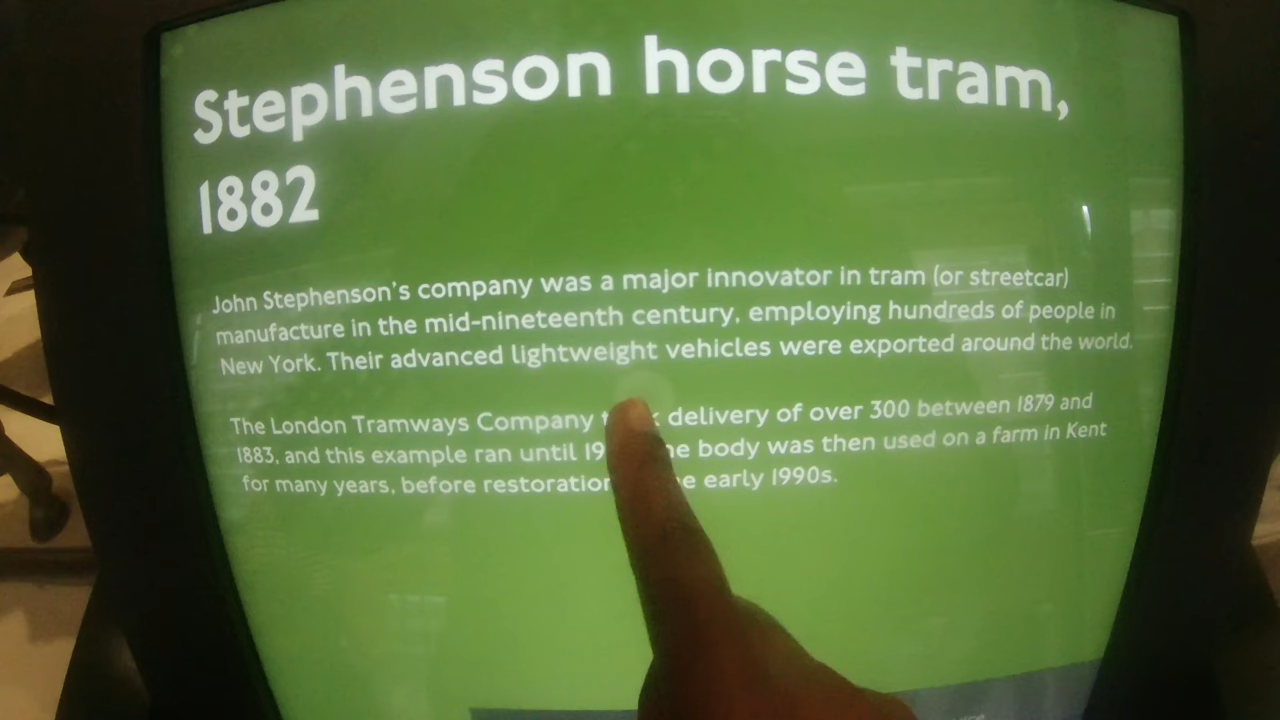 Stephenson horse tram,
1882
John Stephenson's company was a major innovator in tram (or streetcar)
manufacture in the mid-nineteenth century, employing hundreds of people in
New York. Their advanced lightweight vehicles were exported around the world.
The London Tramways Company delivery of over 300 between 1879 and
1883, and this example ran until body was then used on a farm in Kent
for many years, before early 1990s.